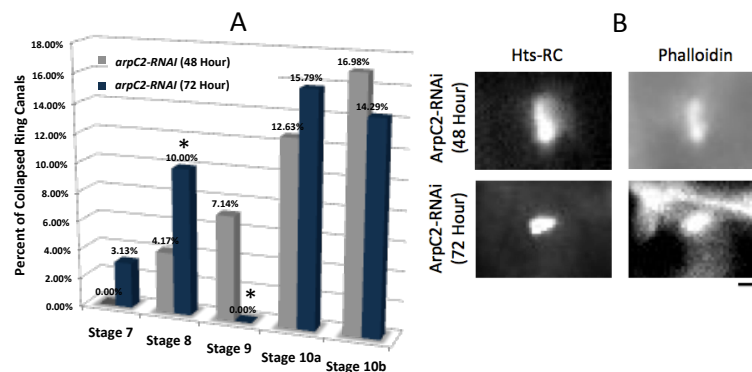 A
Percent of Collapsed Ring Canals
18.00%
16.00%
14.00%
12.00%
10.00%
8.00%
6.00%
4.00%
2.00%
0.00%
arpC2-RNAI (48 Hour)
arpC2-RNAI (72 Hour)
0.00%
3.13%
4.17%
*
10.00%
7.14%
*
0.00%
12.63%
15.79%
16.98%
14.29%
Stage 7
Stage 8
Stage 9
Stage 10a
Stage 10b
B
Hts-RC
Phalloidin
ArpC2-RNAi
(48 Hour)
ArpC2-RNAi
(72 Hour)